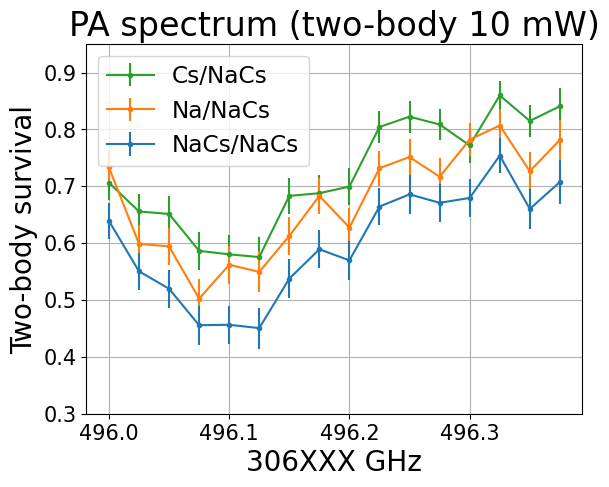 PA spectrum (two-body 10 mW)
Cs/NaCs
Na/NaCs
NaCs/NaCs
Two-body survival
0.9
0.8
0.7
0.6
0.5
0.4
0.3
496.0 496.1 496.2 496.3
306XXX GHz